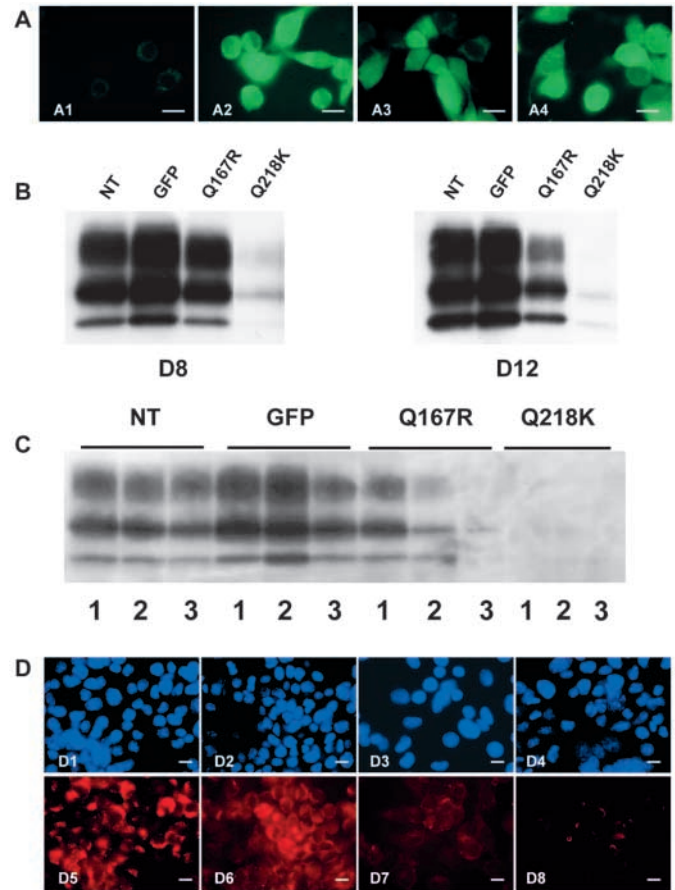 A
A1 A2 A3 A4
B
NT GFP Q167R Q218K NT GFP Q167R Q218K
D8 D12
NT GFP Q167R Q218K
C
1 2 3 1 2 3 1 2 3 1 2 3
D
D1 D2 D3 D4
D5 D6 D7 D8